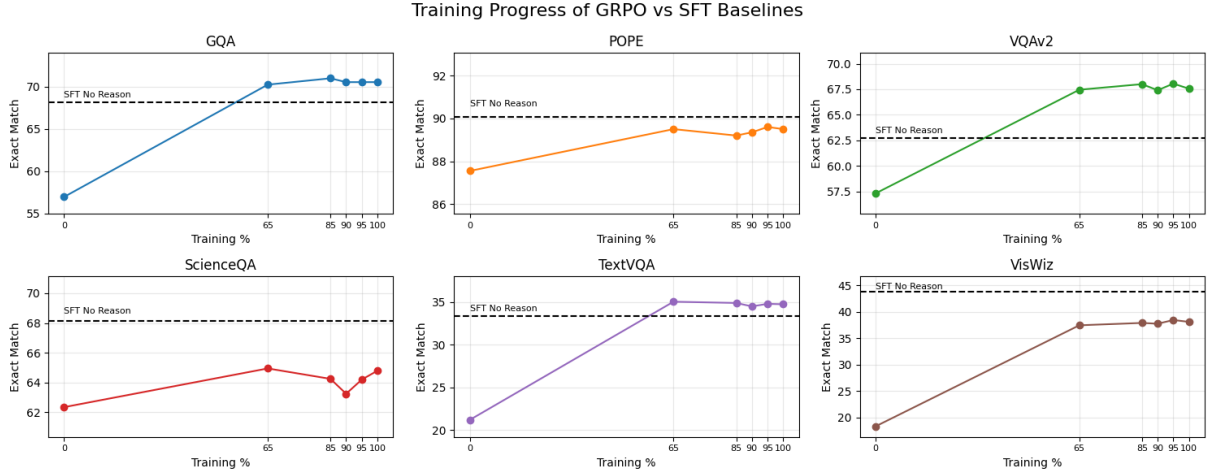 Training Progress of GRPO vs SFT Baselines
GQA
Exact Match
70
65
60
55
SFT No Reason
0 65 85 90 95 100
Training %
POPE
Exact Match
92
90
88
86
SFT No Reason
0 65 85 90 95 100
Training %
VQAv2
Exact Match
70.0
67.5
65.0
62.5
60.0
57.5
SFT No Reason
0 65 85 90 95 100
Training %
ScienceQA
Exact Match
70
68
66
64
62
SFT No Reason
0 65 85 90 95 100
Training %
TextVQA
Exact Match
35
30
25
20
SFT No Reason
0 65 85 90 95 100
Training %
VisWiz
Exact Match
45
40
35
30
25
20
SFT No Reason
0 65 85 90 95 100
Training %